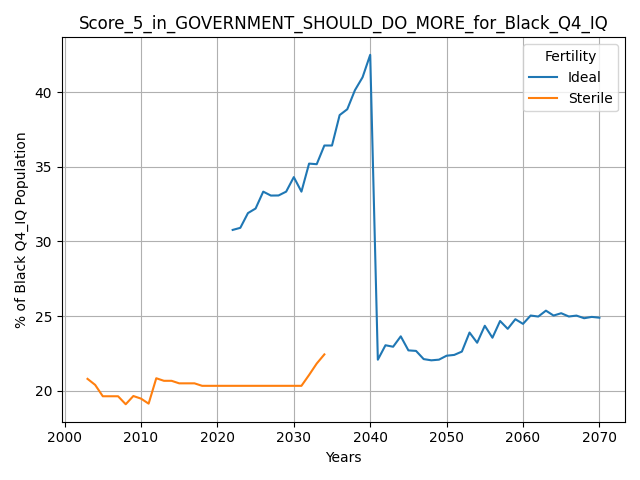 Score_5_in_GOVERNMENT_SHOULD_DO_MORE_for_Black_Q4_IQ
Fertility
Ideal
Sterile
% of Black Q4_IQ Population
40
35
30
25
20
2000 2010 2020 2030 2040 2050 2060 2070
Years